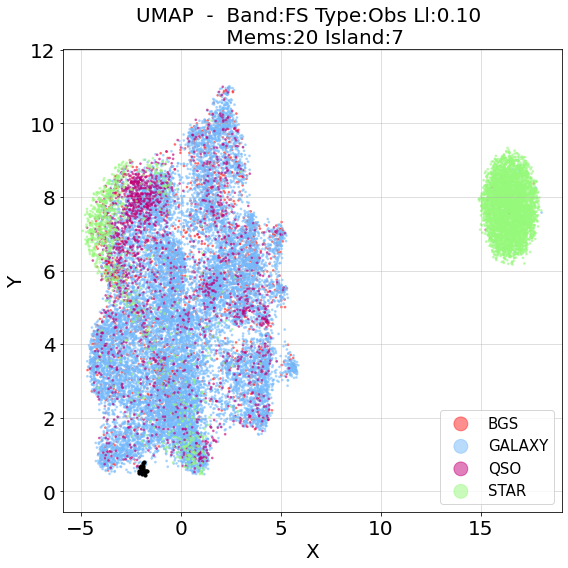 UMAP - Band:FS Type:Obs Ll:0.10
Mems:20 Island:7
12
10
8
6
4
2
0
Y
−5
0
5
10
15
X
BGS
GALAXY
QSO
STAR